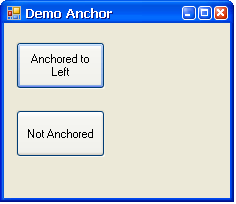 Demo Anchor
Anchored to
Left
Not Anchored